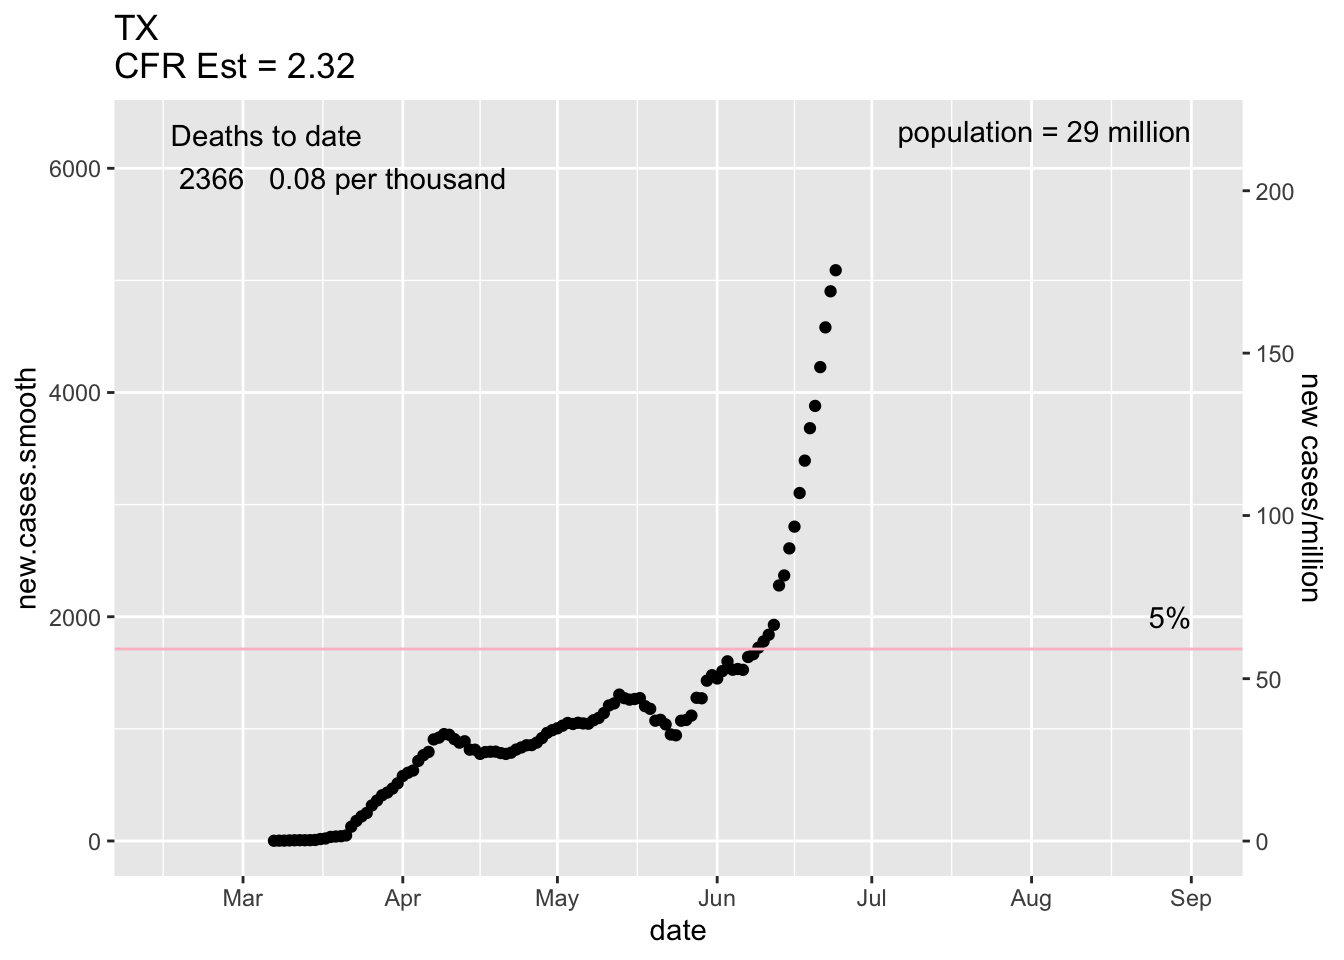 TX
CFR Est = 2.32
Deaths to date
population = 29 million
2366 0.08 per thousand
6000
4000
2000
0
new.cases.smooth
200
150
100
50
0
new cases/million
5%
Mar Apr May Jun Jul Aug Sep
date